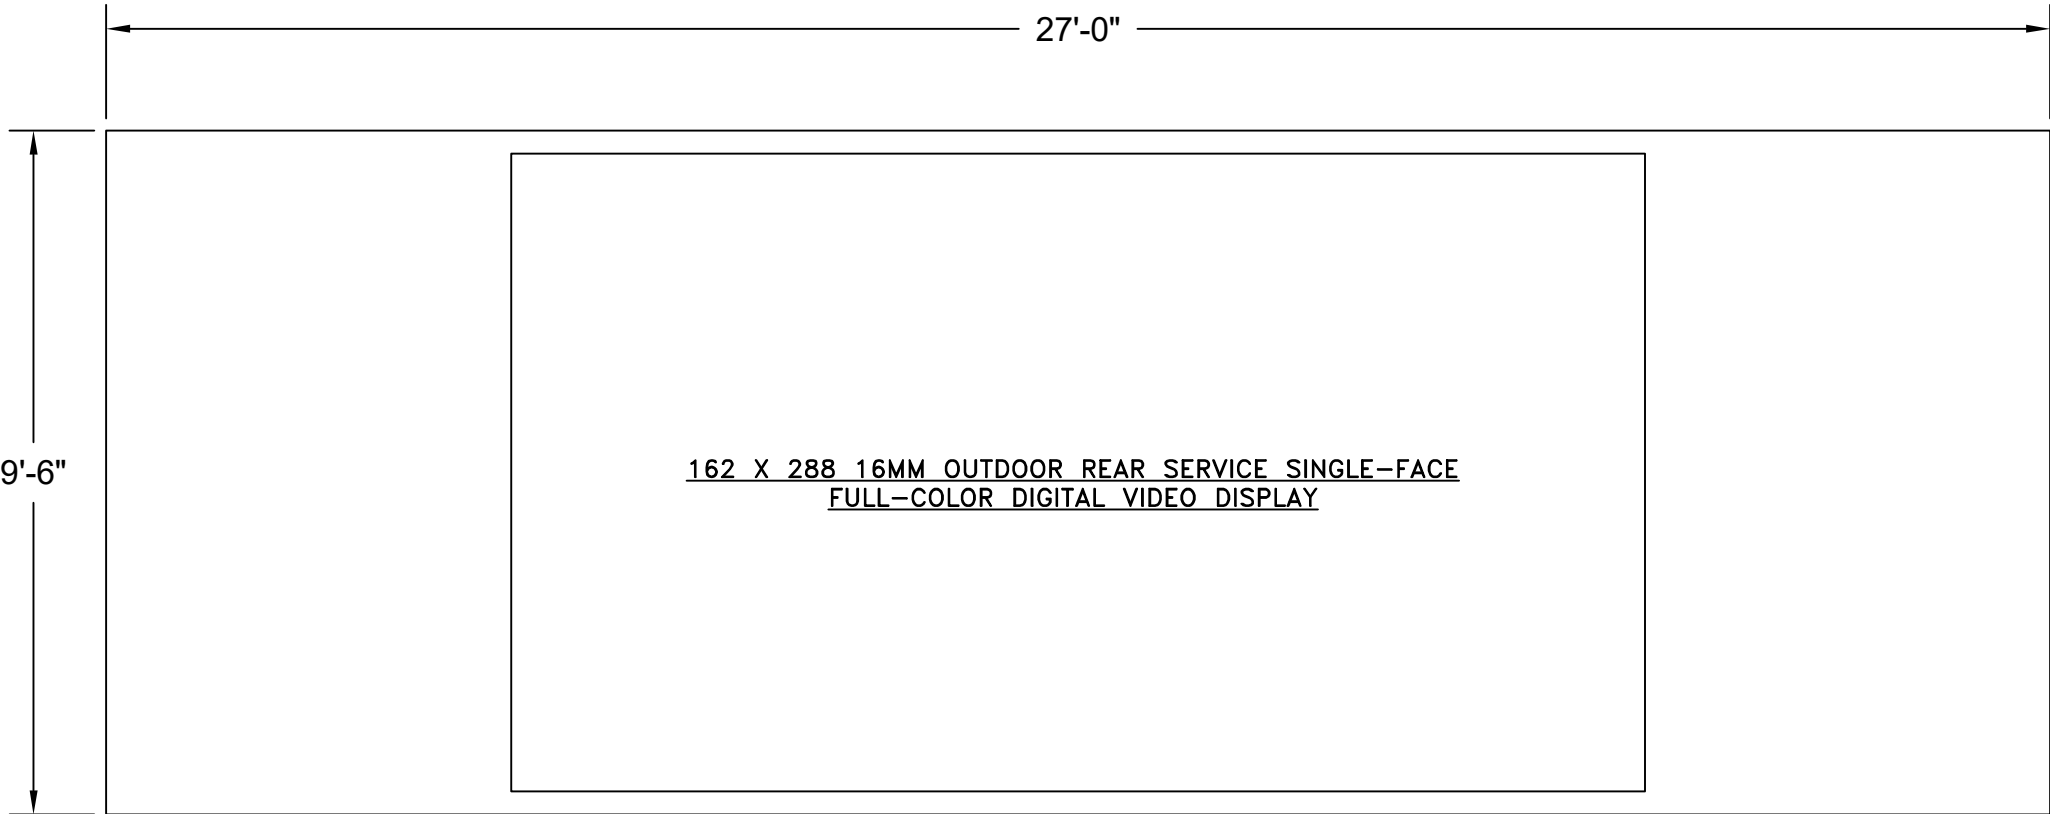 27'-0"
9'-6"
162 X 288 16MM OUTDOOR REAR SERVICE SINGLE-FACE
FULL-COLOR DIGITAL VIDEO DISPLAY